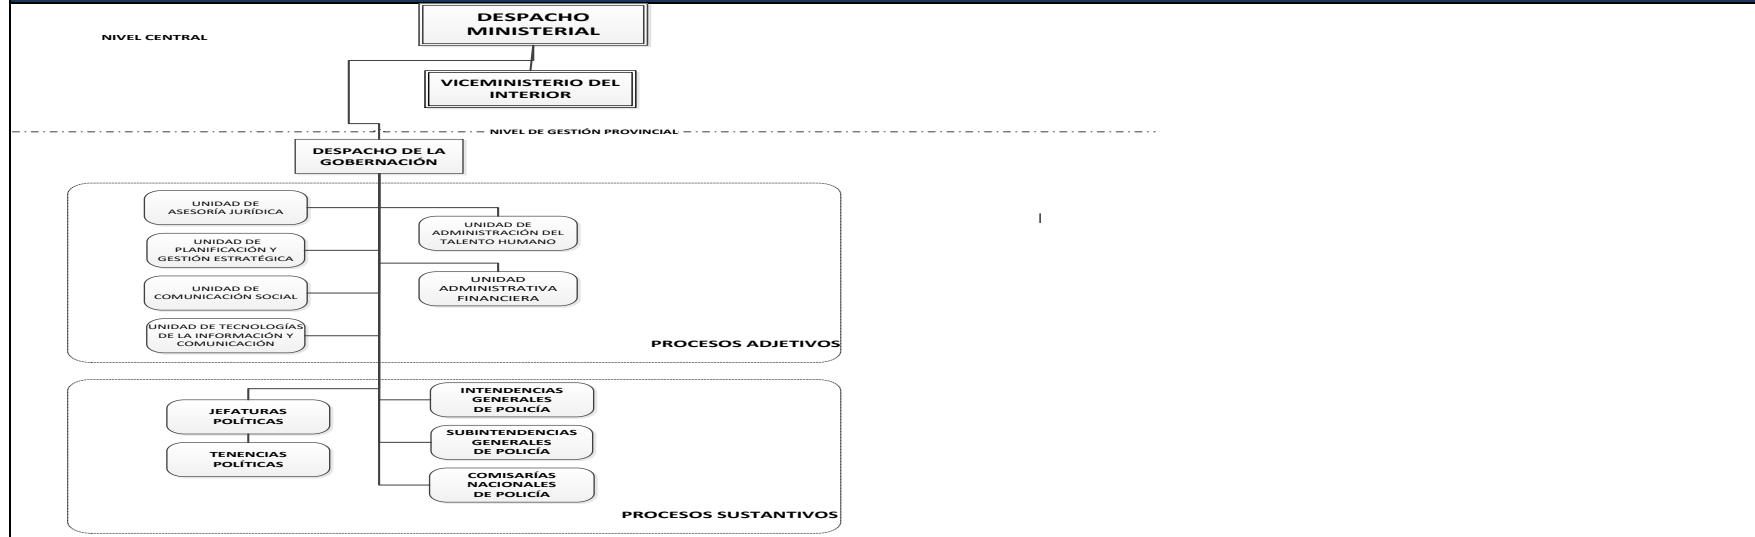 DESPACHO
MINISTERIAL
NIVEL CENTRAL
VICEMINISTERIO DEL
INTERIOR
NIVEL DE GESTIÓN PROVINCIAL
DESPACHO DE LA
GOBERNACIÓN
UNIDAD DE
ASESORÍA JURÍDICA
UNIDAD DE
ADMINISTRACIÓN DEL
TALENTO HUMANO
UNIDAD DE
PLANIFICACIÓN Y
GESTIÓN ESTRATÉGICA
UNIDAD
ADMINISTRATIVA
FINANCIERA
UNIDAD DE
COMUNICACIÓN SOCIAL
UNIDAD DE TECNOLOGÍAS
DE LA INFORMACIÓN Y
COMUNICACIÓN
PROCESOS ADJETIVOS
JEFATURAS
POLÍTICAS
TENENCIAS
POLÍTICAS
INTENDENCIAS
GENERALES
DE POLICÍA
SUBINTENDENCIAS
GENERALES
DE POLICÍA
COMISARÍAS
NACIONALES
DE POLICÍA
PROCESOS SUSTANTIVOS